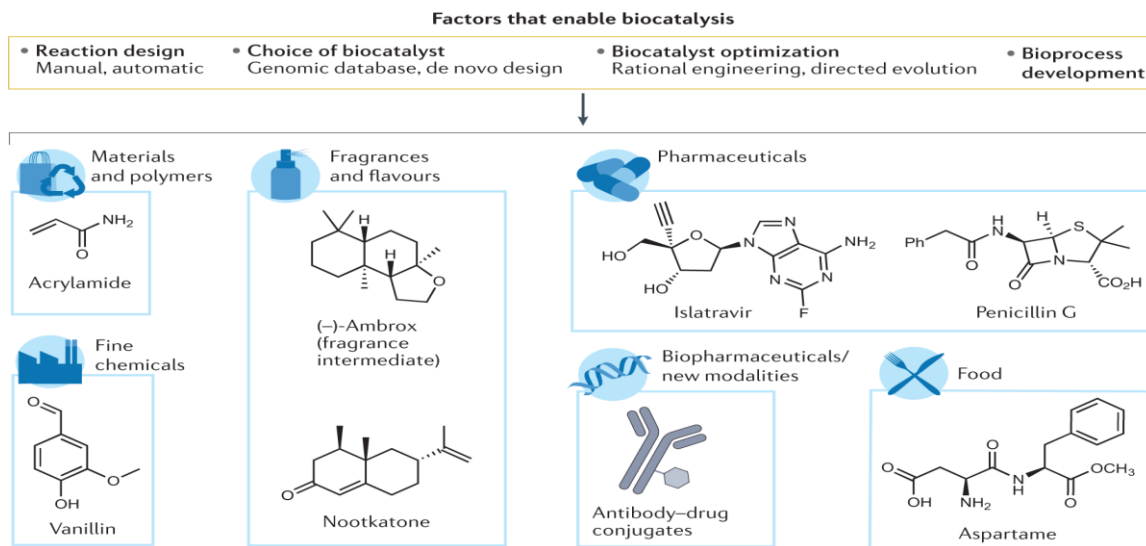 Factors that enable biocatalysis
• Reaction design
Manual, automatic
• Choice of biocatalyst
Genomic database, de novo design
• Biocatalyst optimization
Rational engineering, directed evolution
• Bioprocess
development
Materials
and polymers
NH₂
O
Acrylamide
Fine
chemicals
O
O
OH
Vanillin
Fragrances
and flavours
H
H
O
(–)-Ambrox
(fragrance
intermediate)
O
Nootkatone
Pharmaceuticals
HO
O
HO
N
N
N
N
NH₂
F
Islatravir
Ph
O
H
N
H
S
O
N
CO₂H
Penicillin G
Biopharmaceuticals/
new modalities
Antibody–drug
conjugates
Food
O
O
OH
NH₂
N
H
O
OCH₃
Aspartame